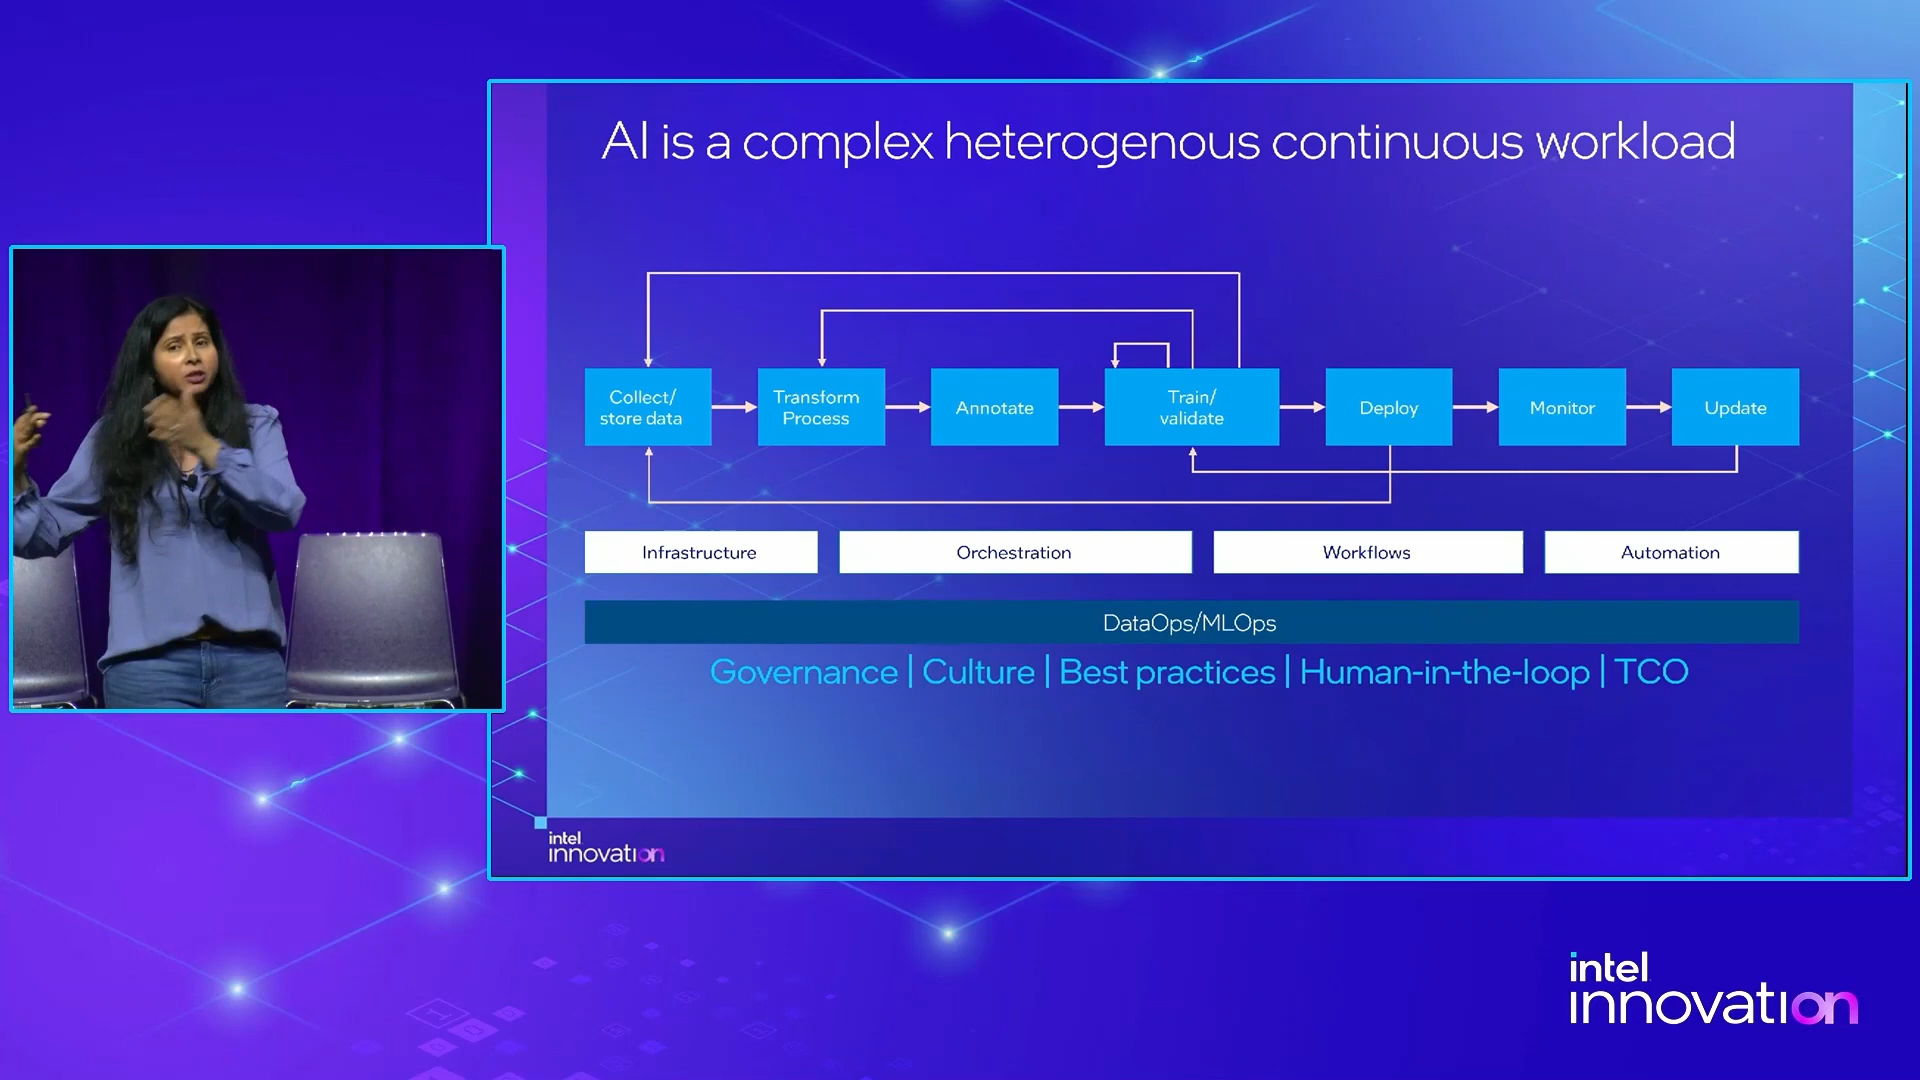 AI is a complex heterogenous continuous workload
Collect/
store data
Transform
Process
Annotate
Train/
validate
Deploy
Monitor
Update
Infrastructure
Orchestration
Workflows
Automation
DataOps/MLOps
Governance | Culture | Best practices | Human-in-the-loop | TCO
intel
innovation
intel
innovation